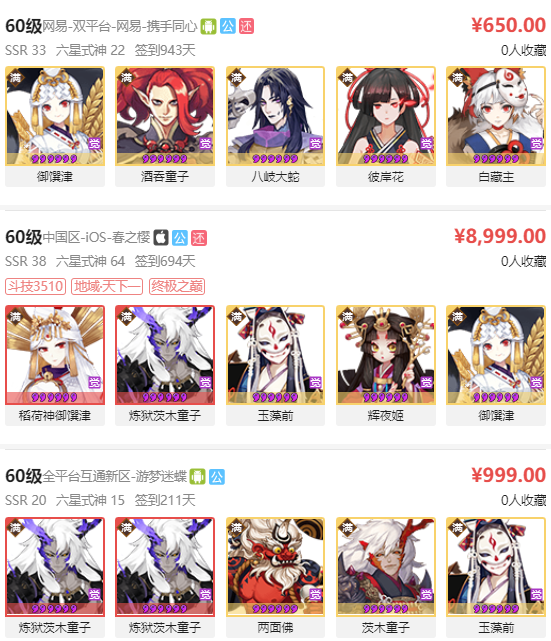 60级网易-双平台-网易-携手同心 公 还 ¥650.00
SSR 33 六星式神 22 签到943天 0人收藏
满 满 满 满 满
觉 觉 觉
御馔津 酒吞童子 八岐大蛇 彼岸花 白藏主
60级中国区-iOS-春之樱 公 还 ¥8,999.00
SSR 38 六星式神 64 签到694天 0人收藏
斗技3510 地域·天下一 终极之巅
满 满 满 满 满
觉 觉 觉
稻荷神御馔津 炼狱茨木童子 玉藻前 辉夜姬 御馔津
60级全平台互通新区-游梦迷蝶 公 ¥999.00
SSR 20 六星式神 15 签到211天 0人收藏
满 满 满 满 满
觉 觉 觉 觉 觉
炼狱茨木童子 炼狱茨木童子 两面佛 茨木童子 玉藻前